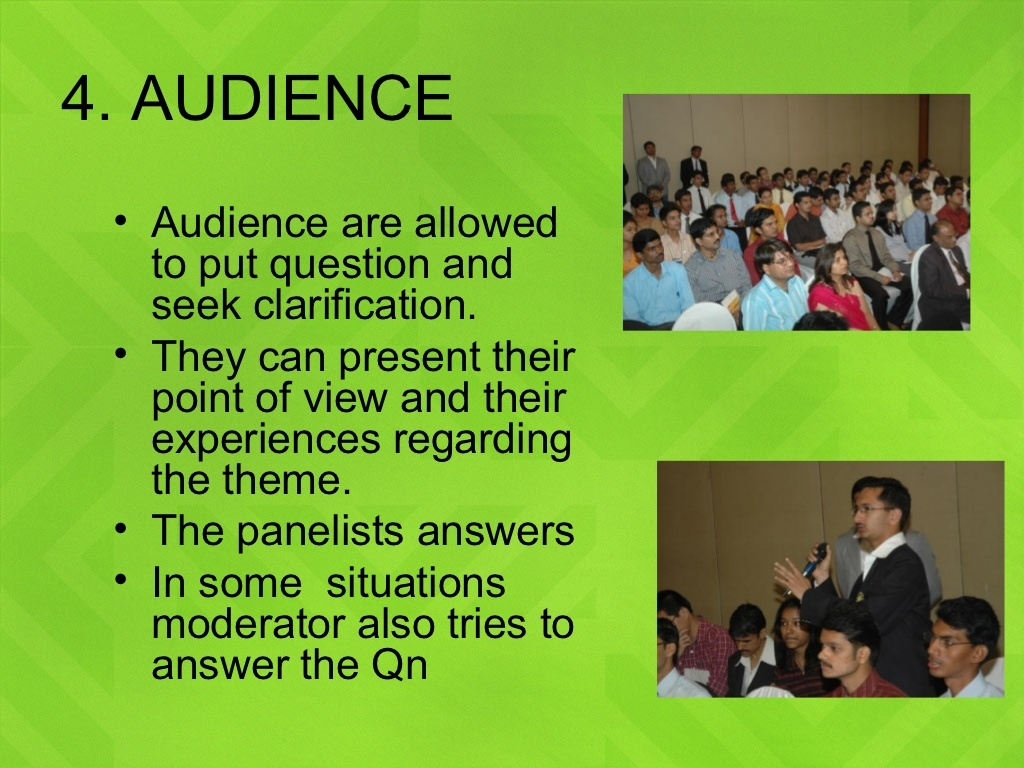 4. AUDIENCE
• Audience are allowed
to put question and
seek clarification.
• They can present their
point of view and their
experiences regarding
the theme.
• The panelists answers
• In some  situations
moderator also tries to
answer the Qn